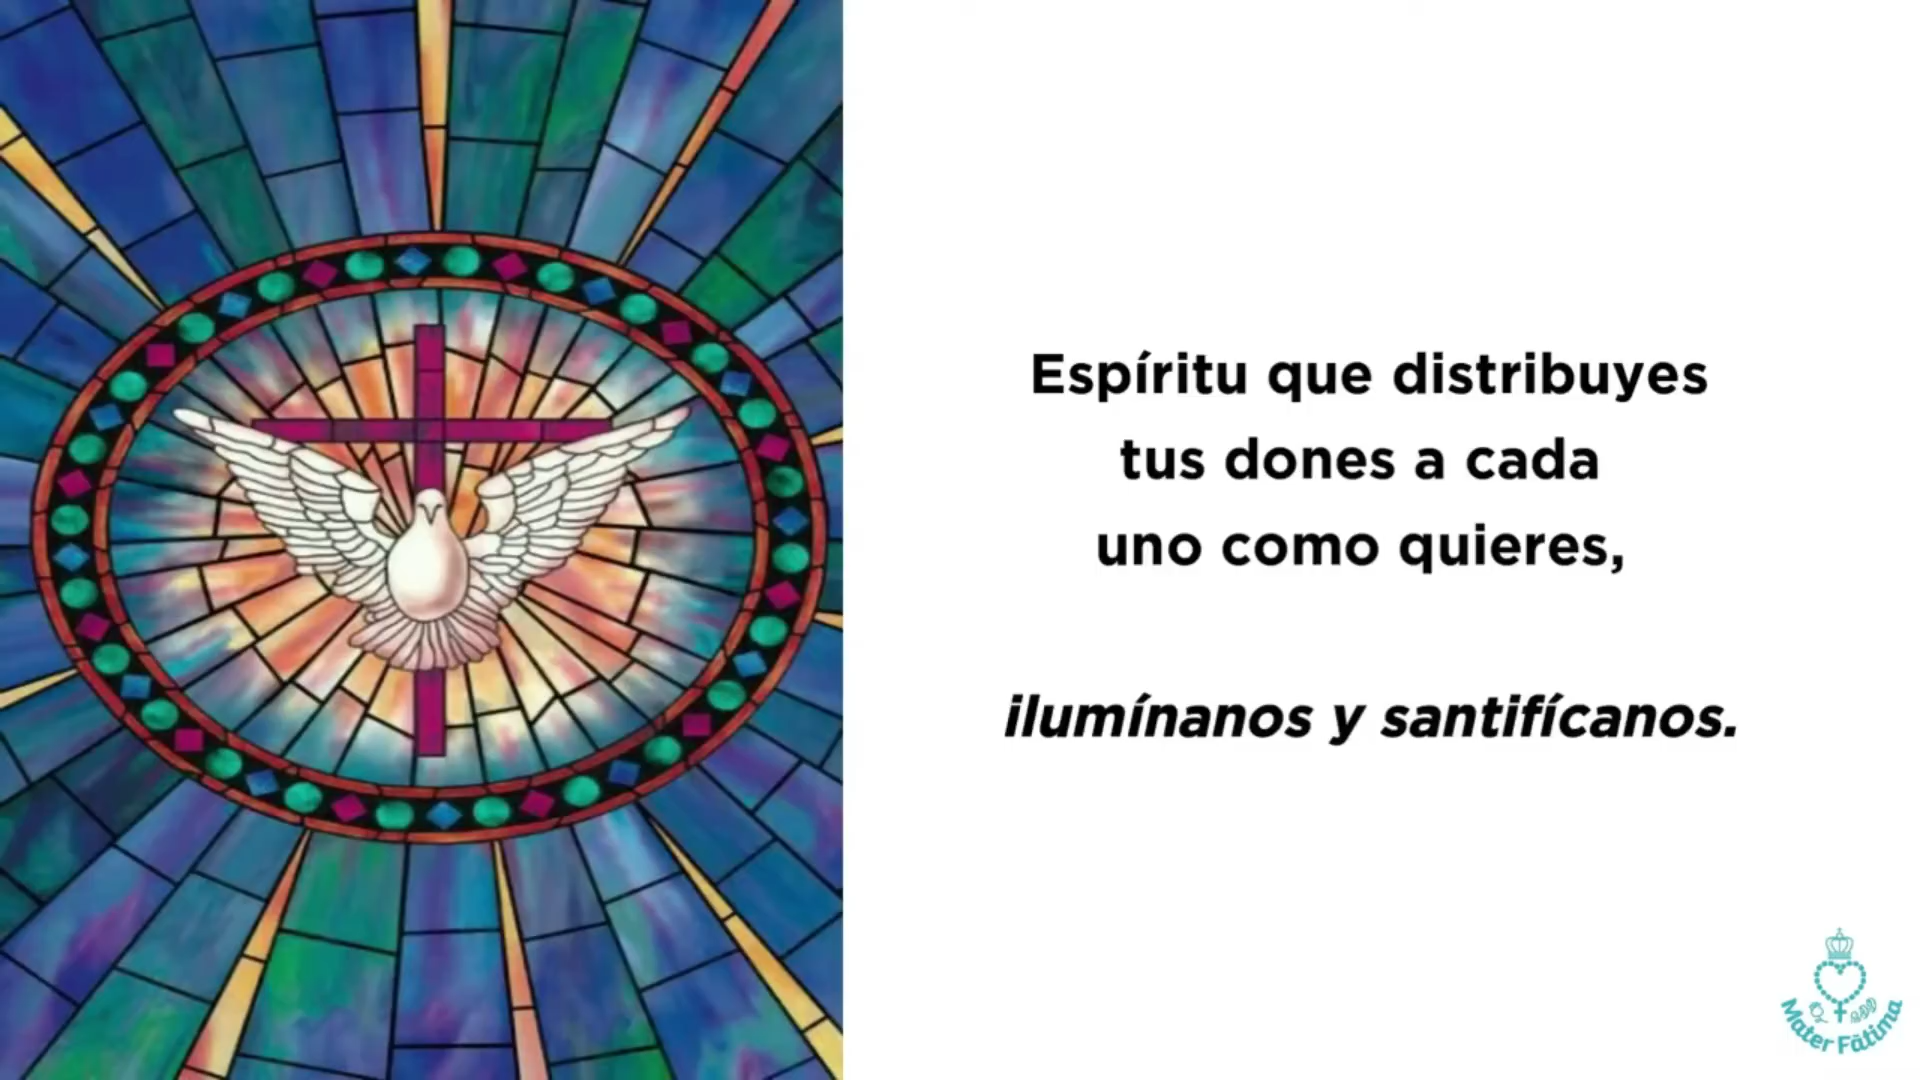 Espíritu que distribuyes
tus dones a cada
uno como quieres,
ilumínanos y santifícanos.
Mater Fátima